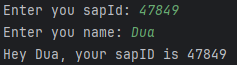 Enter you sapId: 47849
Enter you name: Dua
Hey Dua, your sapID is 47849